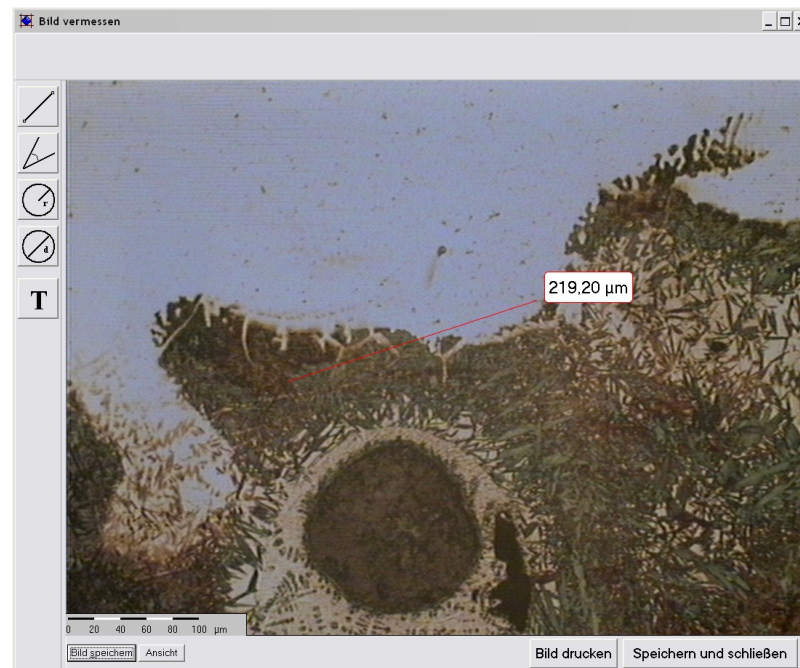 Bild vermessen
r
d
T
219,20 µm
0 20 40 60 80 100 µm
Bild speichern Ansicht Bild drucken Speichern und schließen